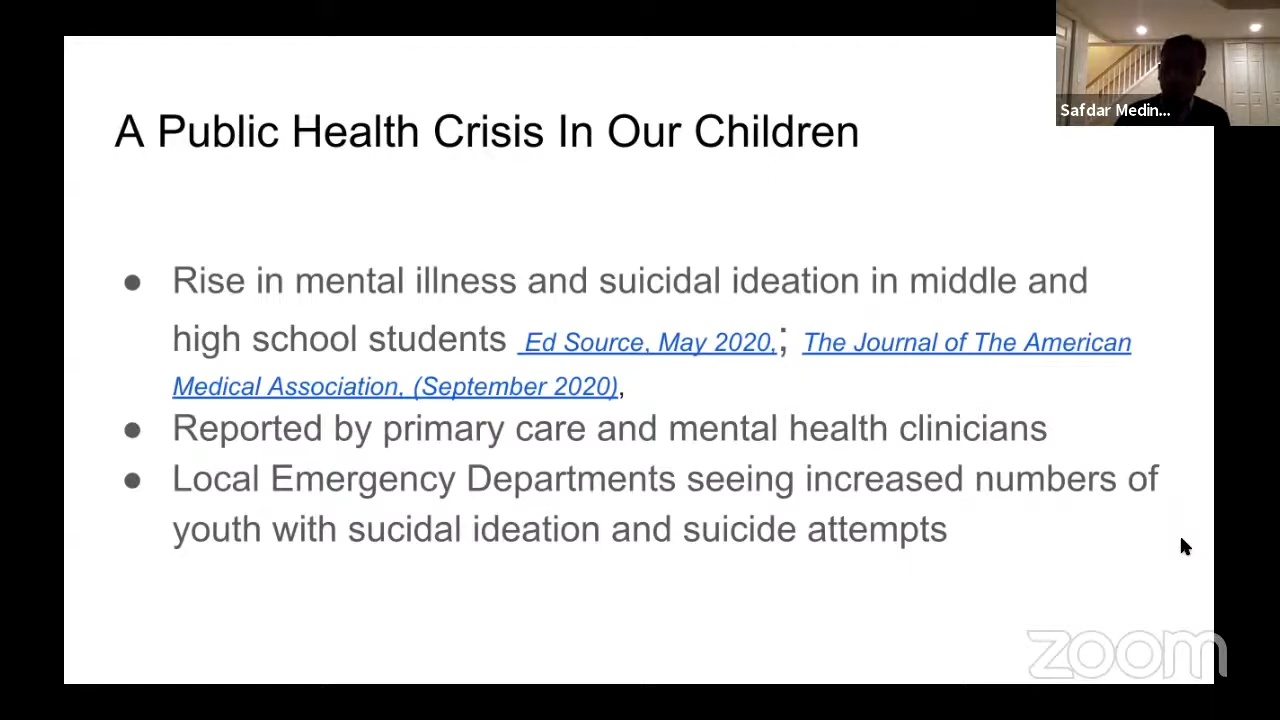 Safdar Medin...
A Public Health Crisis In Our Children
● Rise in mental illness and suicidal ideation in middle and
high school students Ed Source, May 2020,; The Journal of The American
Medical Association, (September 2020),
● Reported by primary care and mental health clinicians
● Local Emergency Departments seeing increased numbers of
youth with sucidal ideation and suicide attempts
zoom